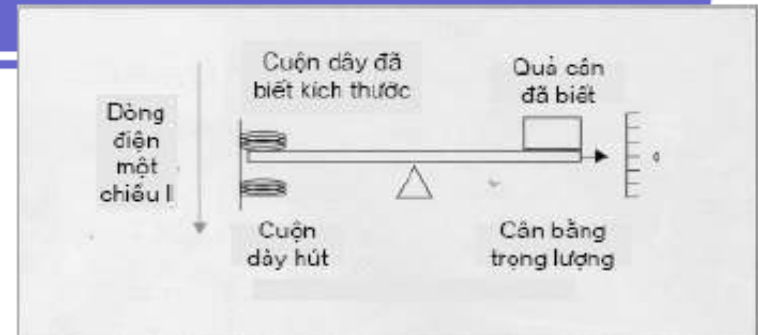 Cuộn dây đã
biết kích thước
Quả cân
đã biết
Dòng
điện
một
chiều I
0
Cuộn
dây hút
Cân bằng
trọng lượng